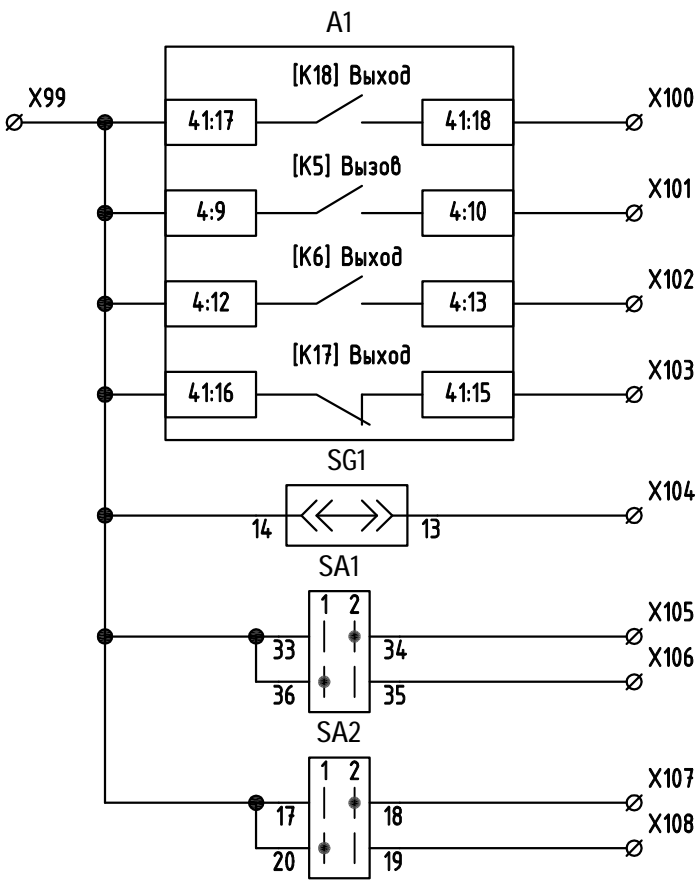 A1
[K18] Выход
X99
X100
41:17
41:18
[K5] Вызов
X101
4:9
4:10
[K6] Выход
X102
4:12
4:13
[K17] Выход
X103
41:16
41:15
SG1
X104
14
13
SA1
1 2
X105
33
34
X106
36
35
SA2
1 2
X107
17
18
X108
20
19